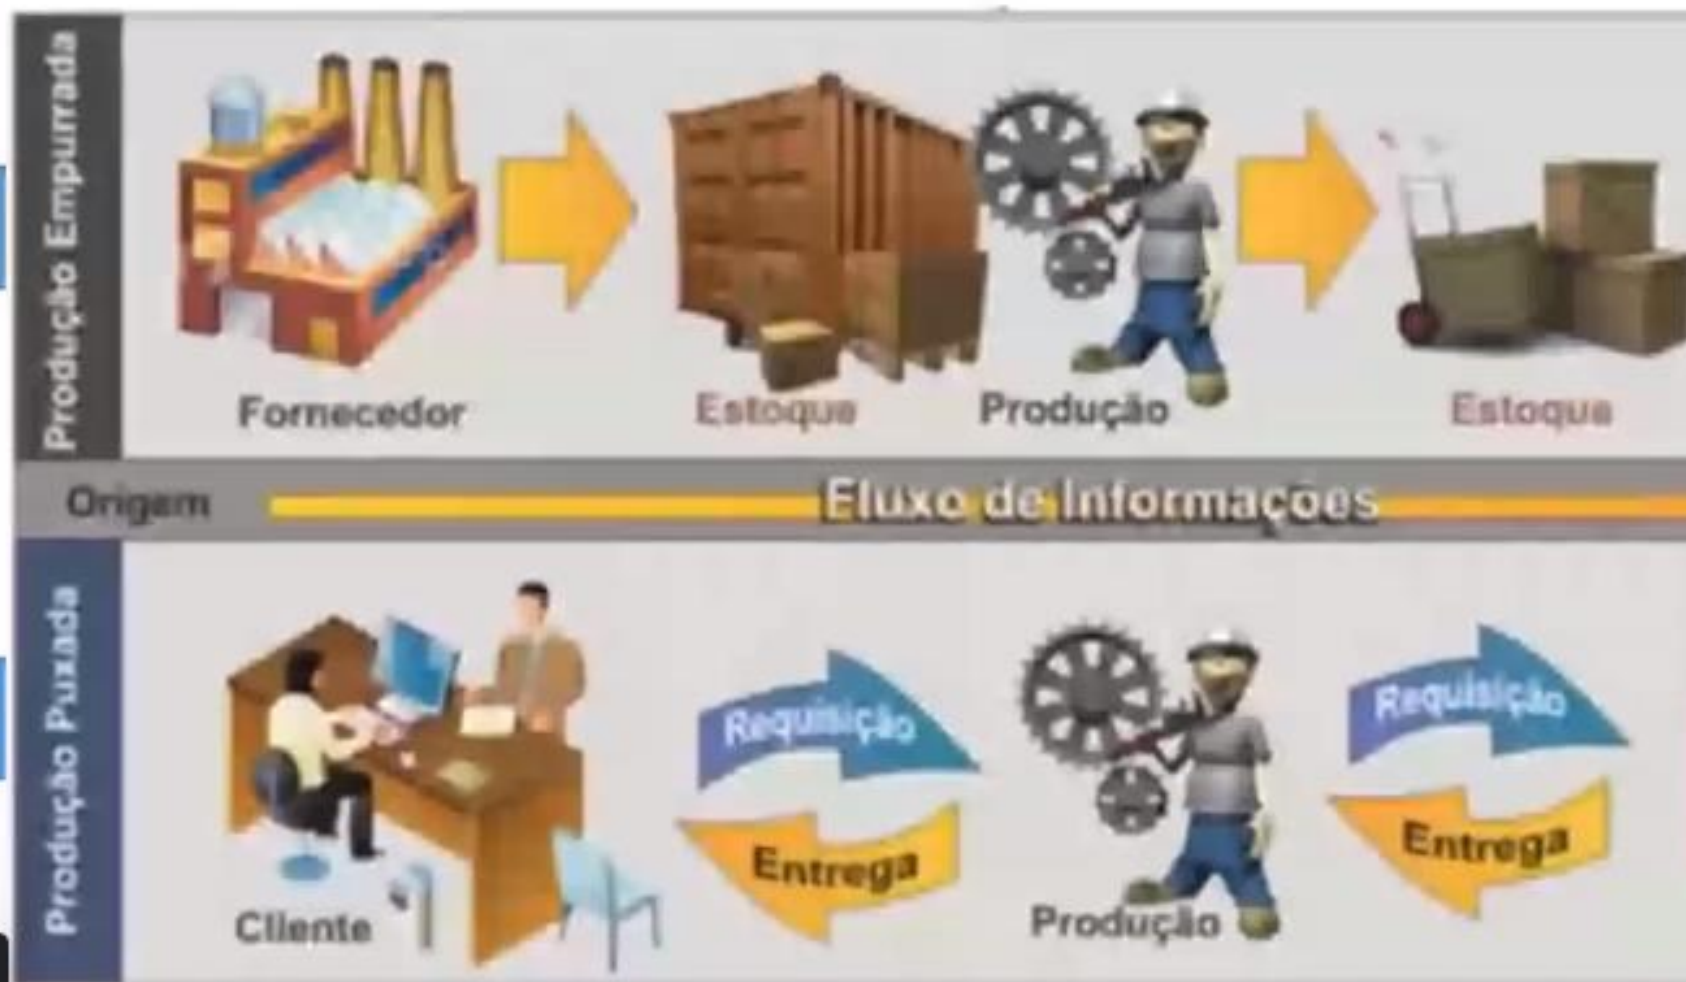 Produção Empurrada
Fornecedor
Estoque
Produção
Estoque
Origem
Fluxo de Informações
Produção Puxada
Requisição
Requisição
Entrega
Entrega
Cliente
Produção